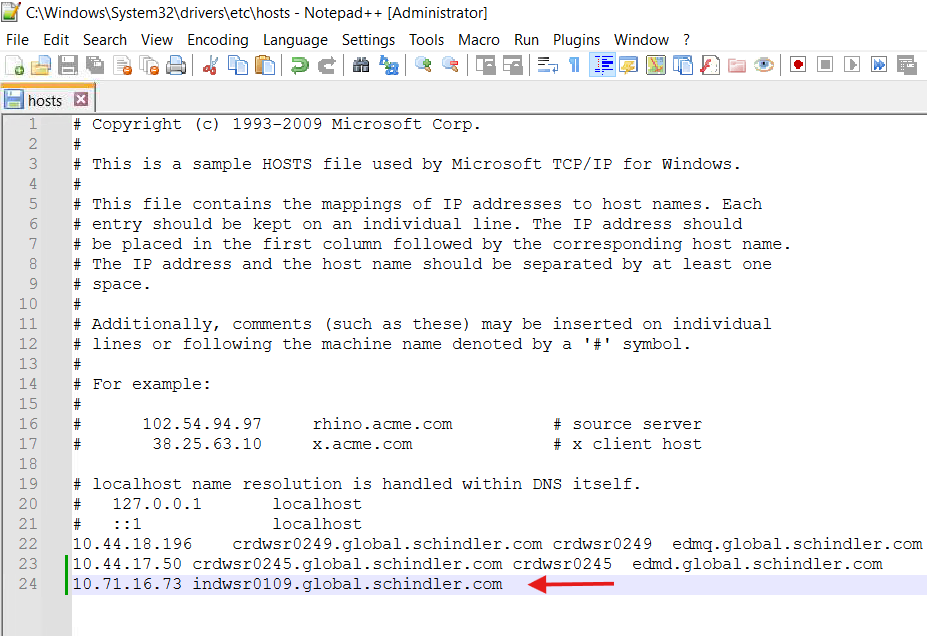 C:\Windows\System32\drivers\etc\hosts - Notepad++ [Administrator]
File Edit Search View Encoding Language Settings Tools Macro Run Plugins Window ?
hosts
1 # Copyright (c) 1993-2009 Microsoft Corp.
2 #
3 # This is a sample HOSTS file used by Microsoft TCP/IP for Windows.
4 #
5 # This file contains the mappings of IP addresses to host names. Each
6 # entry should be kept on an individual line. The IP address should
7 # be placed in the first column followed by the corresponding host name.
8 # The IP address and the host name should be separated by at least one
9 # space.
10 #
11 # Additionally, comments (such as these) may be inserted on individual
12 # lines or following the machine name denoted by a '#' symbol.
13 #
14 # For example:
15 #
16 #      102.54.94.97     rhino.acme.com          # source server
17 #       38.25.63.10     x.acme.com              # x client host
18
19 # localhost name resolution is handled within DNS itself.
20 #   127.0.0.1       localhost
21 #   ::1             localhost
22 10.44.18.196    crdwsr0249.global.schindler.com crdwsr0249  edmq.global.schindler.com
23 10.44.17.50 crdwsr0245.global.schindler.com crdwsr0245  edmd.global.schindler.com
24 10.71.16.73 indwsr0109.global.schindler.com